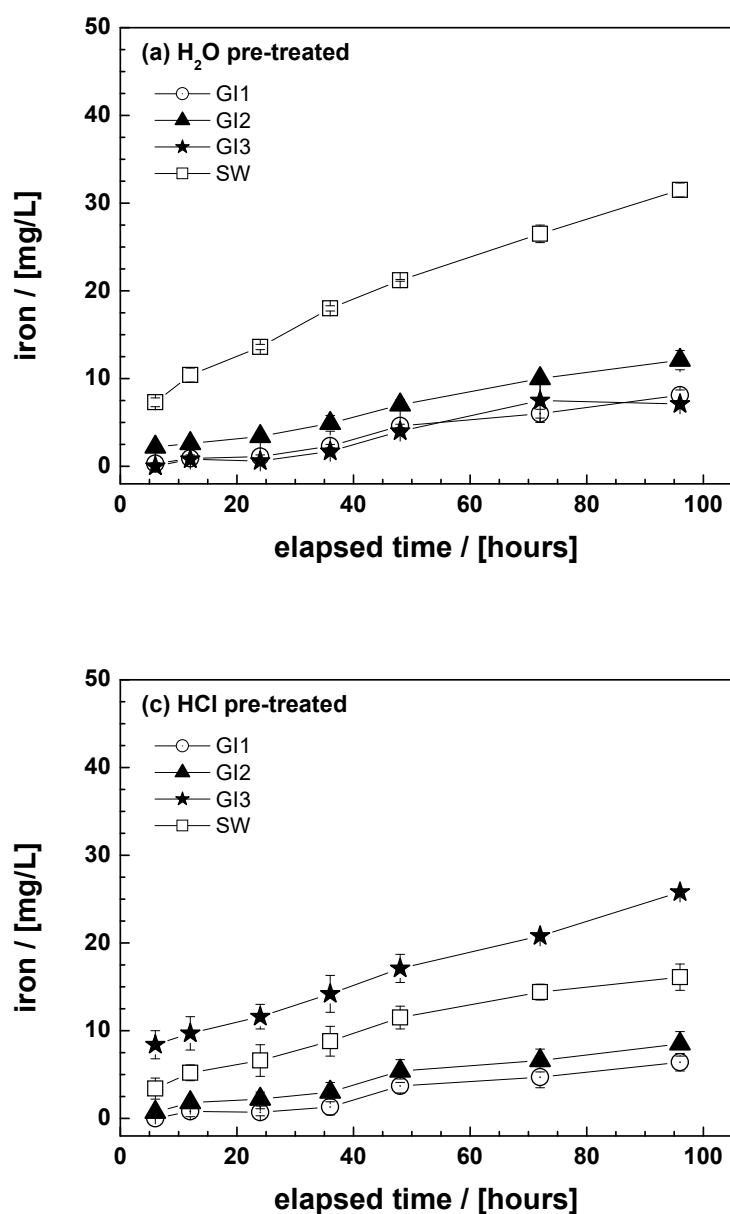 50
(a) H₂O pre-treated
GI1
GI2
GI3
SW
40
30
20
10
0
iron / [mg/L]
0 20 40 60 80 100
elapsed time / [hours]
50
(c) HCl pre-treated
GI1
GI2
GI3
SW
40
30
20
10
0
iron / [mg/L]
0 20 40 60 80 100
elapsed time / [hours]